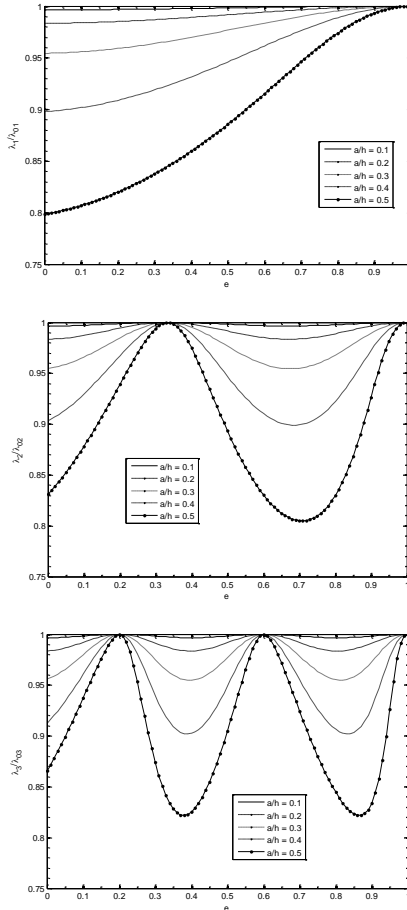 1
0.95
0.9
0.85
0.8
0.75
0 0.1 0.2 0.3 0.4 0.5 0.6 0.7 0.8 0.9
e
λ1/λ01
a/h = 0.1
a/h = 0.2
a/h = 0.3
a/h = 0.4
a/h = 0.5
1
0.95
0.9
0.85
0.8
0.75
0 0.1 0.2 0.3 0.4 0.5 0.6 0.7 0.8 0.9
e
λ2/λ02
a/h = 0.1
a/h = 0.2
a/h = 0.3
a/h = 0.4
a/h = 0.5
1
0.95
0.9
0.85
0.8
0.75
0 0.1 0.2 0.3 0.4 0.5 0.6 0.7 0.8 0.9
e
λ3/λ03
a/h = 0.1
a/h = 0.2
a/h = 0.3
a/h = 0.4
a/h = 0.5